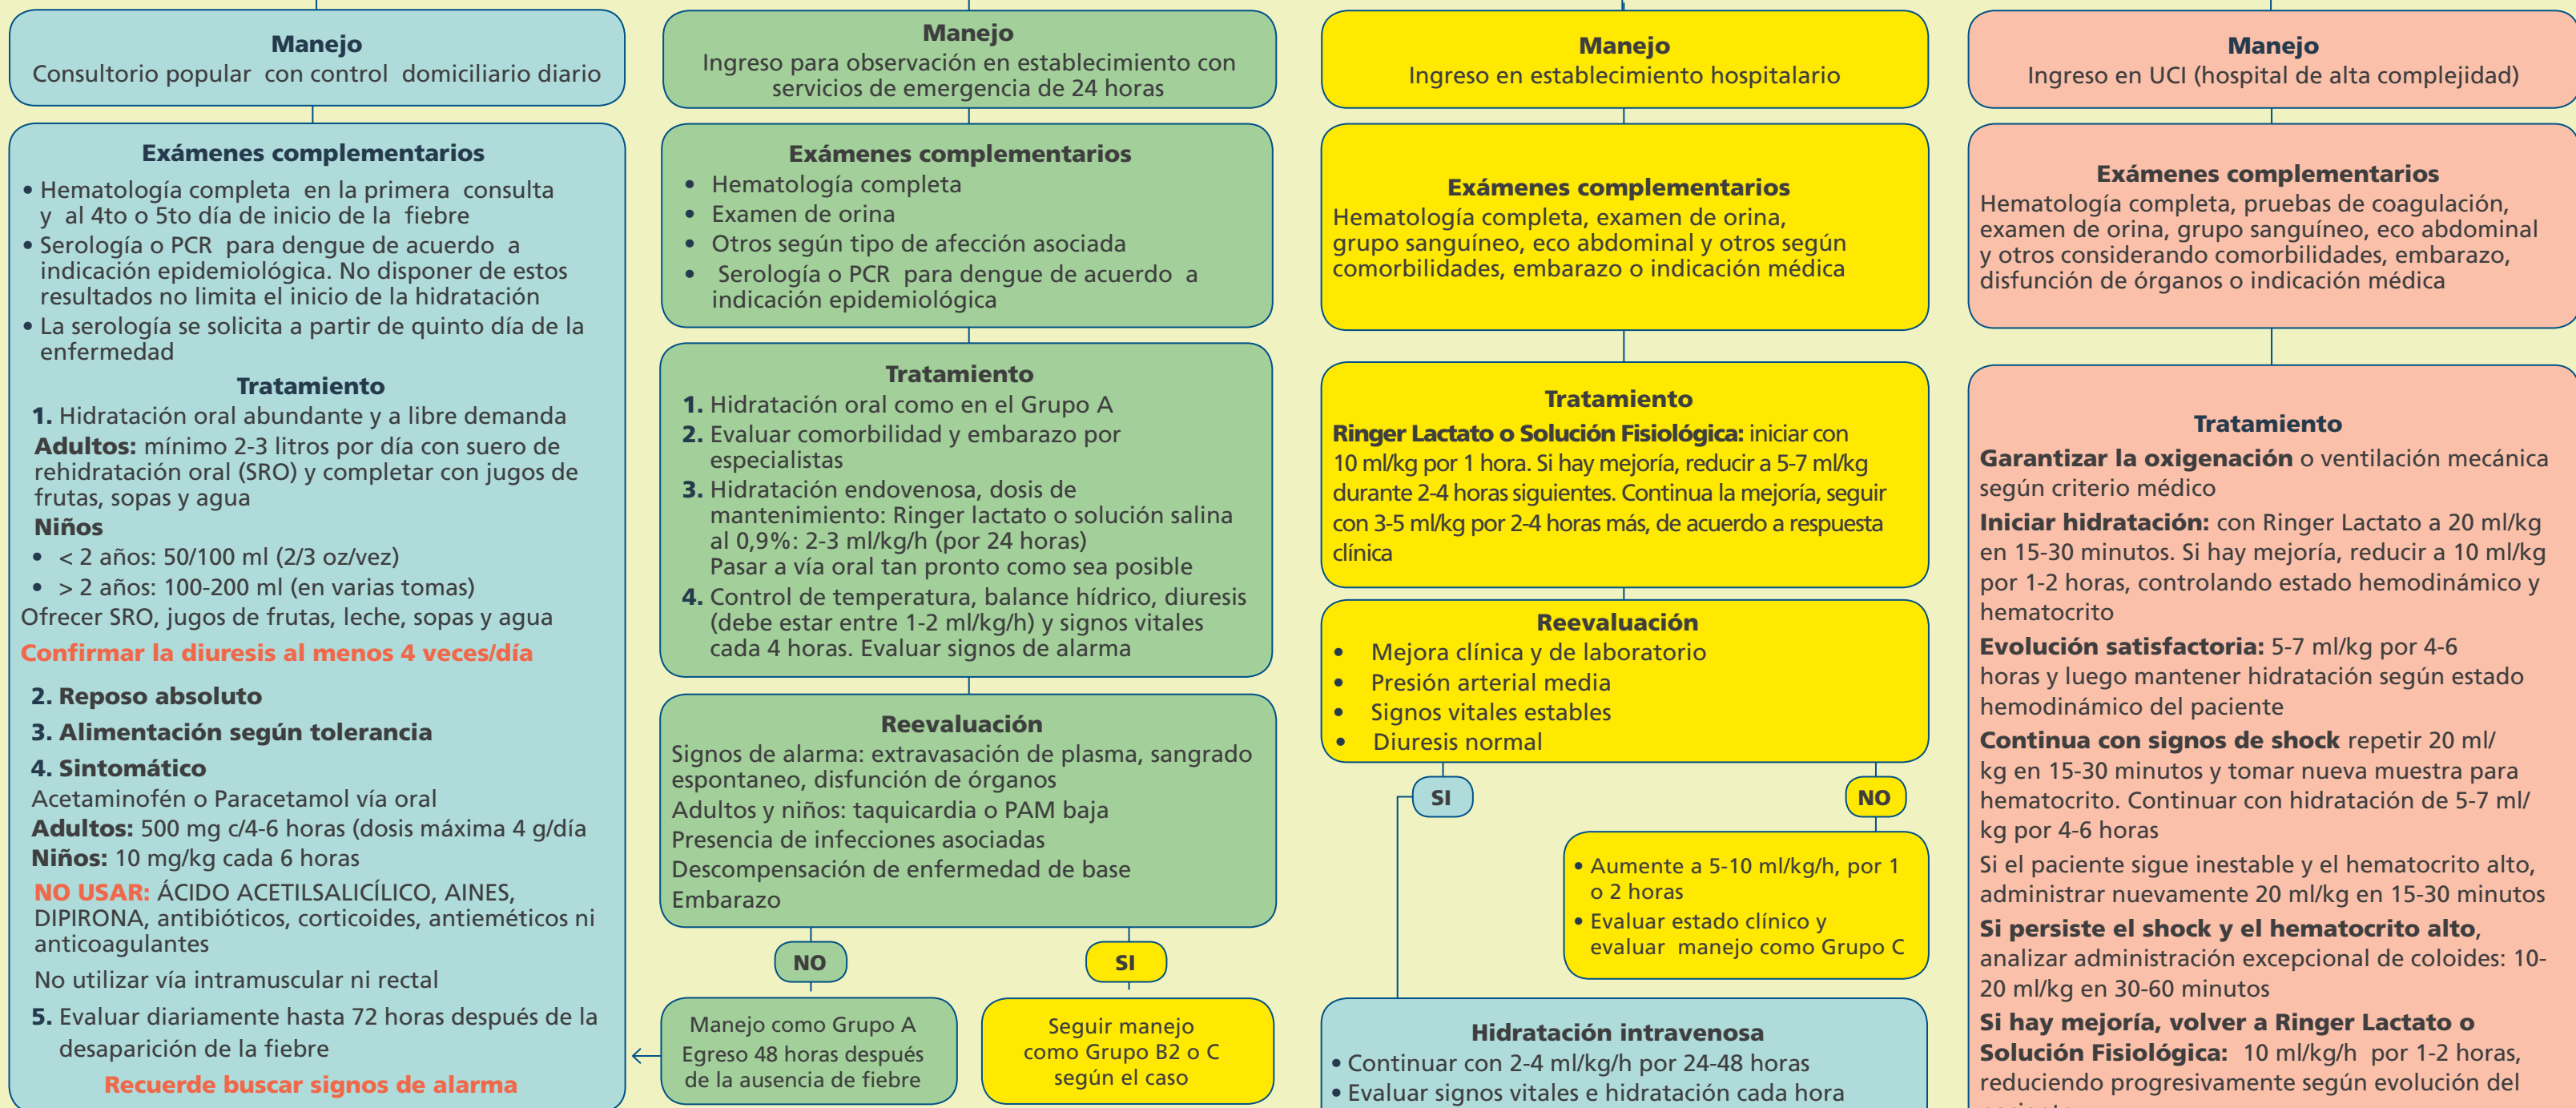 Manejo
Consultorio popular con control domiciliario diario
Exámenes complementarios
• Hematología completa en la primera consulta
y al 4to o 5to día de inicio de la fiebre
• Serología o PCR para dengue de acuerdo a
indicación epidemiológica. No disponer de estos
resultados no limita el inicio de la hidratación
• La serología se solicita a partir de quinto día de la
enfermedad
Tratamiento
1. Hidratación oral abundante y a libre demanda
Adultos: mínimo 2-3 litros por día con suero de
rehidratación oral (SRO) y completar con jugos de
frutas, sopas y agua
Niños
• < 2 años: 50/100 ml (2/3 oz/vez)
• > 2 años: 100-200 ml (en varias tomas)
Ofrecer SRO, jugos de frutas, leche, sopas y agua
Confirmar la diuresis al menos 4 veces/día
2. Reposo absoluto
3. Alimentación según tolerancia
4. Sintomático
Acetaminofén o Paracetamol vía oral
Adultos: 500 mg c/4-6 horas (dosis máxima 4 g/día
Niños: 10 mg/kg cada 6 horas
NO USAR: ÁCIDO ACETILSALICÍLICO, AINES,
DIPIRONA, antibióticos, corticoides, antieméticos ni
anticoagulantes
No utilizar vía intramuscular ni rectal
5. Evaluar diariamente hasta 72 horas después de la
desaparición de la fiebre
Recuerde buscar signos de alarma
Manejo
Ingreso para observación en establecimiento con
servicios de emergencia de 24 horas
Exámenes complementarios
• Hematología completa
• Examen de orina
• Otros según tipo de afección asociada
• Serología o PCR para dengue de acuerdo a
indicación epidemiológica
Tratamiento
1. Hidratación oral como en el Grupo A
2. Evaluar comorbilidad y embarazo por
especialistas
3. Hidratación endovenosa, dosis de
mantenimiento: Ringer lactato o solución salina
al 0,9%: 2-3 ml/kg/h (por 24 horas)
Pasar a vía oral tan pronto como sea posible
4. Control de temperatura, balance hídrico, diuresis
(debe estar entre 1-2 ml/kg/h) y signos vitales
cada 4 horas. Evaluar signos de alarma
Reevaluación
Signos de alarma: extravasación de plasma, sangrado
espontaneo, disfunción de órganos
Adultos y niños: taquicardia o PAM baja
Presencia de infecciones asociadas
Descompensación de enfermedad de base
Embarazo
NO
SI
Manejo como Grupo A
Egreso 48 horas después
de la ausencia de fiebre
Seguir manejo
como Grupo B2 o C
según el caso
Manejo
Ingreso en establecimiento hospitalario
Exámenes complementarios
Hematología completa, examen de orina,
grupo sanguíneo, eco abdominal y otros según
comorbilidades, embarazo o indicación médica
Tratamiento
Ringer Lactato o Solución Fisiológica: iniciar con
10 ml/kg por 1 hora. Si hay mejoría, reducir a 5-7 ml/kg
durante 2-4 horas siguientes. Continua la mejoría, seguir
con 3-5 ml/kg por 2-4 horas más, de acuerdo a respuesta
clínica
Reevaluación
• Mejora clínica y de laboratorio
• Presión arterial media
• Signos vitales estables
• Diuresis normal
SI
NO
• Aumente a 5-10 ml/kg/h, por 1
o 2 horas
• Evaluar estado clínico y
evaluar manejo como Grupo C
Hidratación intravenosa
• Continuar con 2-4 ml/kg/h por 24-48 horas
• Evaluar signos vitales e hidratación cada hora
Manejo
Ingreso en UCI (hospital de alta complejidad)
Exámenes complementarios
Hematología completa, pruebas de coagulación,
examen de orina, grupo sanguíneo, eco abdominal
y otros considerando comorbilidades, embarazo,
disfunción de órganos o indicación médica
Tratamiento
Garantizar la oxigenación o ventilación mecánica
según criterio médico
Iniciar hidratación: con Ringer Lactato a 20 ml/kg
en 15-30 minutos. Si hay mejoría, reducir a 10 ml/kg
por 1-2 horas, controlando estado hemodinámico y
hematocrito
Evolución satisfactoria: 5-7 ml/kg por 4-6
horas y luego mantener hidratación según estado
hemodinámico del paciente
Continua con signos de shock repetir 20 ml/
kg en 15-30 minutos y tomar nueva muestra para
hematocrito. Continuar con hidratación de 5-7 ml/
kg por 4-6 horas
Si el paciente sigue inestable y el hematocrito alto,
administrar nuevamente 20 ml/kg en 15-30 minutos
Si persiste el shock y el hematocrito alto,
analizar administración excepcional de coloides: 10-
20 ml/kg en 30-60 minutos
Si hay mejoría, volver a Ringer Lactato o
Solución Fisiológica: 10 ml/kg/h por 1-2 horas,
reduciendo progresivamente según evolución del